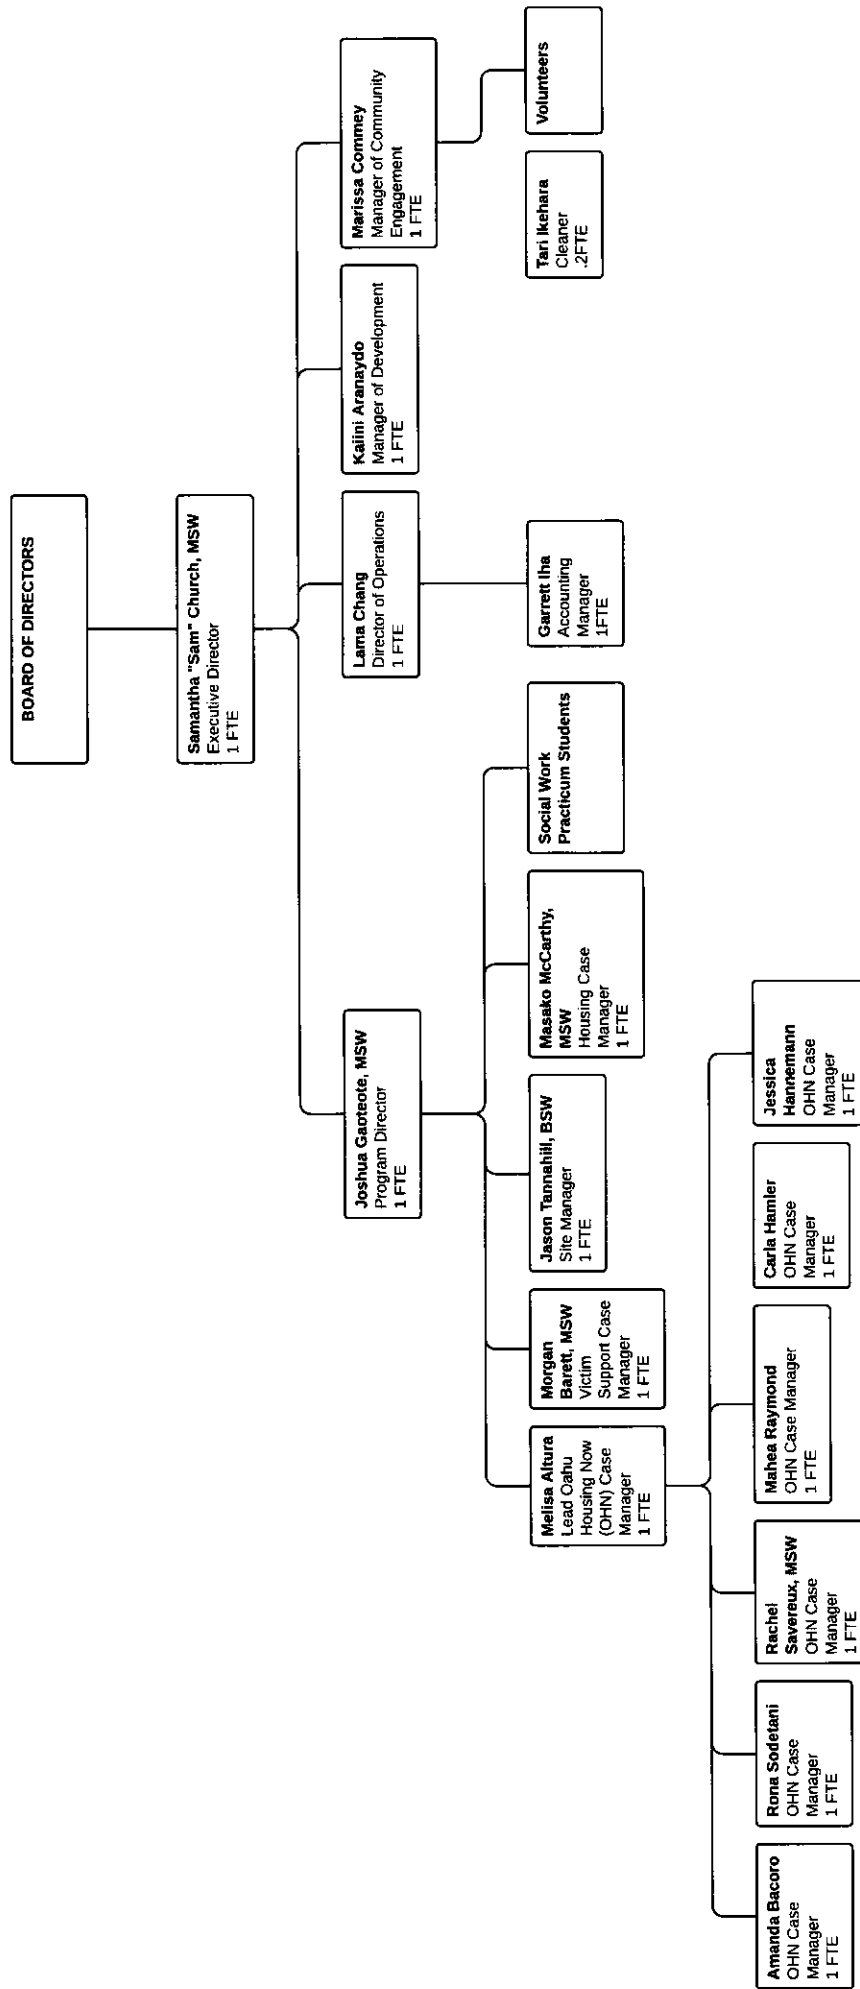 BOARD OF DIRECTORS
Samantha "Sam" Church, MSW
Executive Director
1 FTE
Joshua Gaoteote, MSW
Program Director
1 FTE
Lama Chang
Director of Operations
1 FTE
Kaiini Aranaydo
Manager of Development
1 FTE
Marissa Commey
Manager of Community
Engagement
1 FTE
Melisa Altura
Lead Oahu
Housing Now
(OHN) Case
Manager
1 FTE
Morgan
Barett, MSW
Victim
Support Case
Manager
1 FTE
Jason Tannahill, BSW
Site Manager
1 FTE
Masako McCarthy,
MSW
Housing Case
Manager
1 FTE
Social Work
Practicum Students
Garrett Iha
Accounting
Manager
1FTE
Tari Ikehara
Cleaner
.2FTE
Volunteers
Amanda Bacoro
OHN Case
Manager
1 FTE
Rona Sodetani
OHN Case
Manager
1 FTE
Rachel
Savereux, MSW
OHN Case
Manager
1 FTE
Mahea Raymond
OHN Case Manager
1 FTE
Carla Hamler
OHN Case
Manager
1 FTE
Jessica
Hannemann
OHN Case
Manager
1 FTE